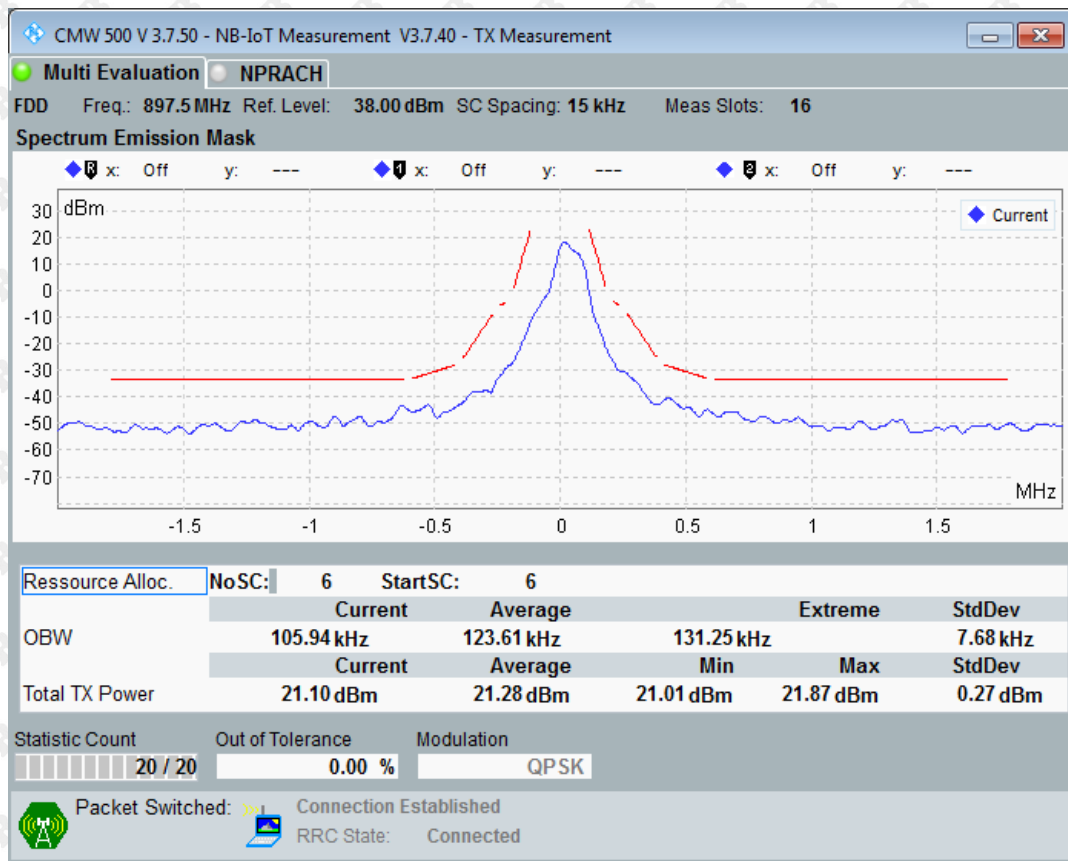 CMW 500 V 3.7.50 - NB-IoT Measurement V3.7.40 - TX Measurement
Multi Evaluation NPRACH
FDD Freq.: 897.5 MHz Ref. Level: 38.00 dBm SC Spacing: 15 kHz Meas Slots: 16
Spectrum Emission Mask
R x: Off y: --- 1 x: Off y: --- 2 x: Off y: ---
dBm
Current
30
20
10
0
-10
-20
-30
-40
-50
-60
-70
MHz
-1.5 -1 -0.5 0 0.5 1 1.5
Ressource Alloc. NoSC: 6 StartSC: 6
Current Average Extreme StdDev
OBW 105.94 kHz 123.61 kHz 131.25 kHz 7.68 kHz
Current Average Min Max StdDev
Total TX Power 21.10 dBm 21.28 dBm 21.01 dBm 21.87 dBm 0.27 dBm
Statistic Count Out of Tolerance Modulation
20 / 20 0.00 % QPSK
Packet Switched: Connection Established
RRC State: Connected